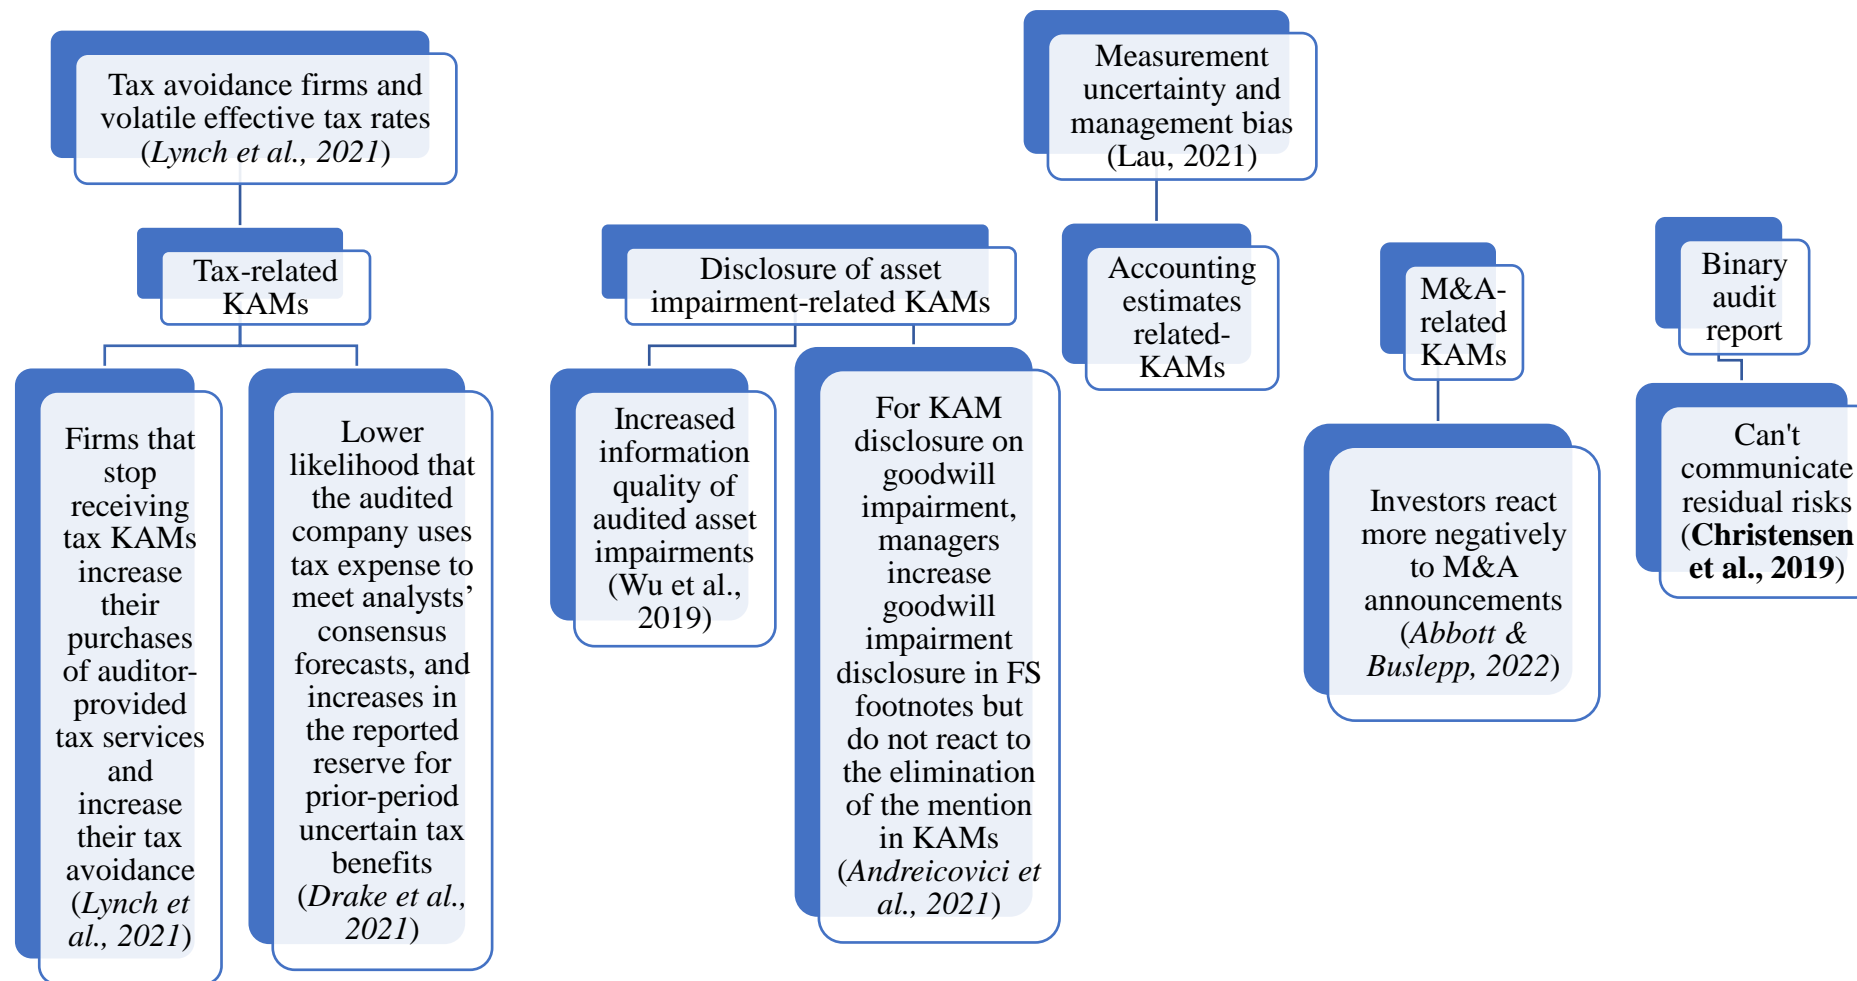 Tax avoidance firms and
volatile effective tax rates
(Lynch et al., 2021)
Tax-related
KAMs
Firms that
stop
receiving
tax KAMs
increase
their
purchases
of auditor-
provided
tax services
and
increase
their tax
avoidance
(Lynch et
al., 2021)
Lower
likelihood that
the audited
company uses
tax expense to
meet analysts’
consensus
forecasts, and
increases in
the reported
reserve for
prior-period
uncertain tax
benefits
(Drake et al.,
2021)
Disclosure of asset
impairment-related KAMs
Increased
information
quality of
audited asset
impairments
(Wu et al.,
2019)
For KAM
disclosure on
goodwill
impairment,
managers
increase
goodwill
impairment
disclosure in FS
footnotes but
do not react to
the elimination
of the mention
in KAMs
(Andreicovici et
al., 2021)
Measurement
uncertainty and
management bias
(Lau, 2021)
Accounting
estimates
related-
KAMs
M&A-
related
KAMs
Investors react
more negatively
to M&A
announcements
(Abbott &
Buslepp, 2022)
Binary
audit
report
Can't
communicate
residual risks
(Christensen
et al., 2019)